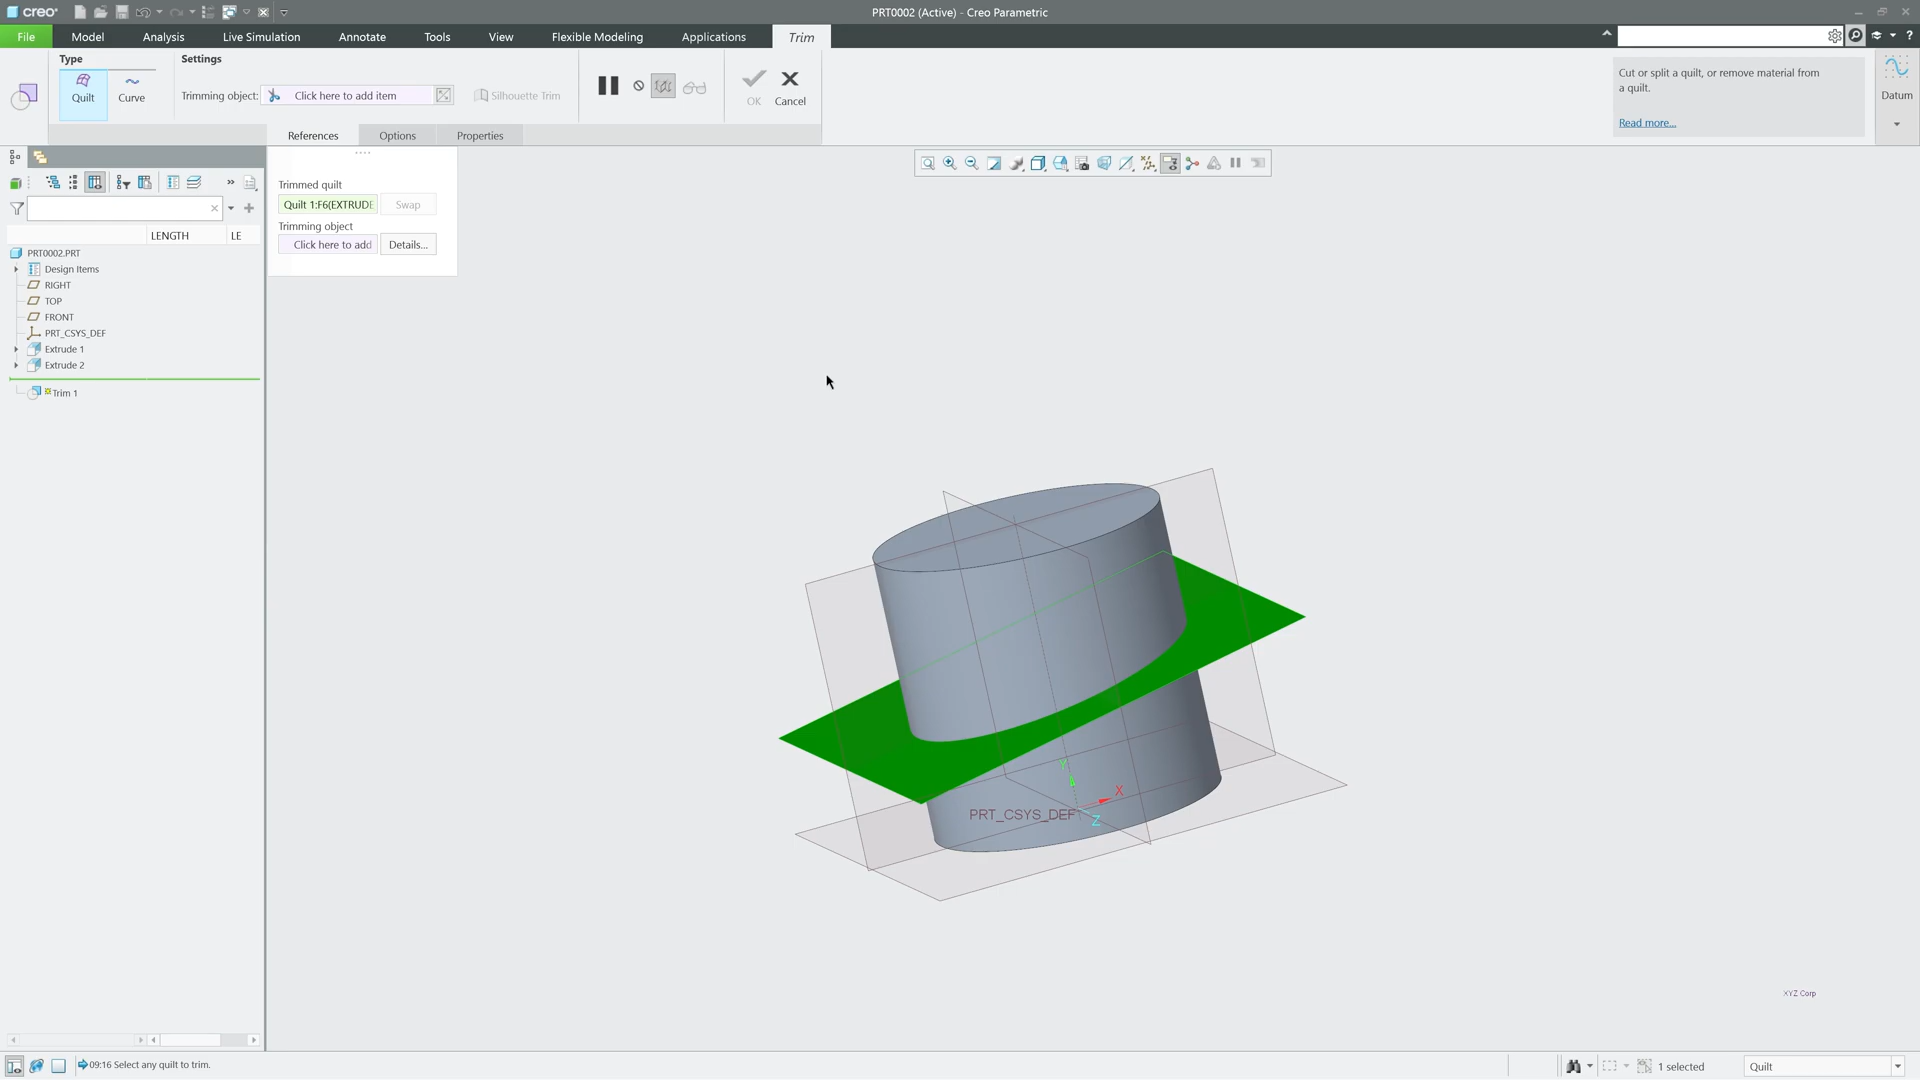 creo
PRT0002 (Active) - Creo Parametric
File
Model
Analysis
Live Simulation
Annotate
Tools
View
Flexible Modeling
Applications
Trim
Type
Quilt
Curve
Settings
Trimming object:
Click here to add item
Silhouette Trim
OK
Cancel
References
Options
Properties
Cut or split a quilt, or remove material from
a quilt.
Read more...
Datum
Trimmed quilt
Quilt 1:F6(EXTRUDE
Swap
Trimming object
Click here to add
Details...
LENGTH
LE
PRT0002.PRT
Design Items
RIGHT
TOP
FRONT
PRT_CSYS_DEF
Extrude 1
Extrude 2
Trim 1
Y
X
PRT_CSYS_DEF
Z
XYZ Corp
09:16 Select any quilt to trim.
1 selected
Quilt